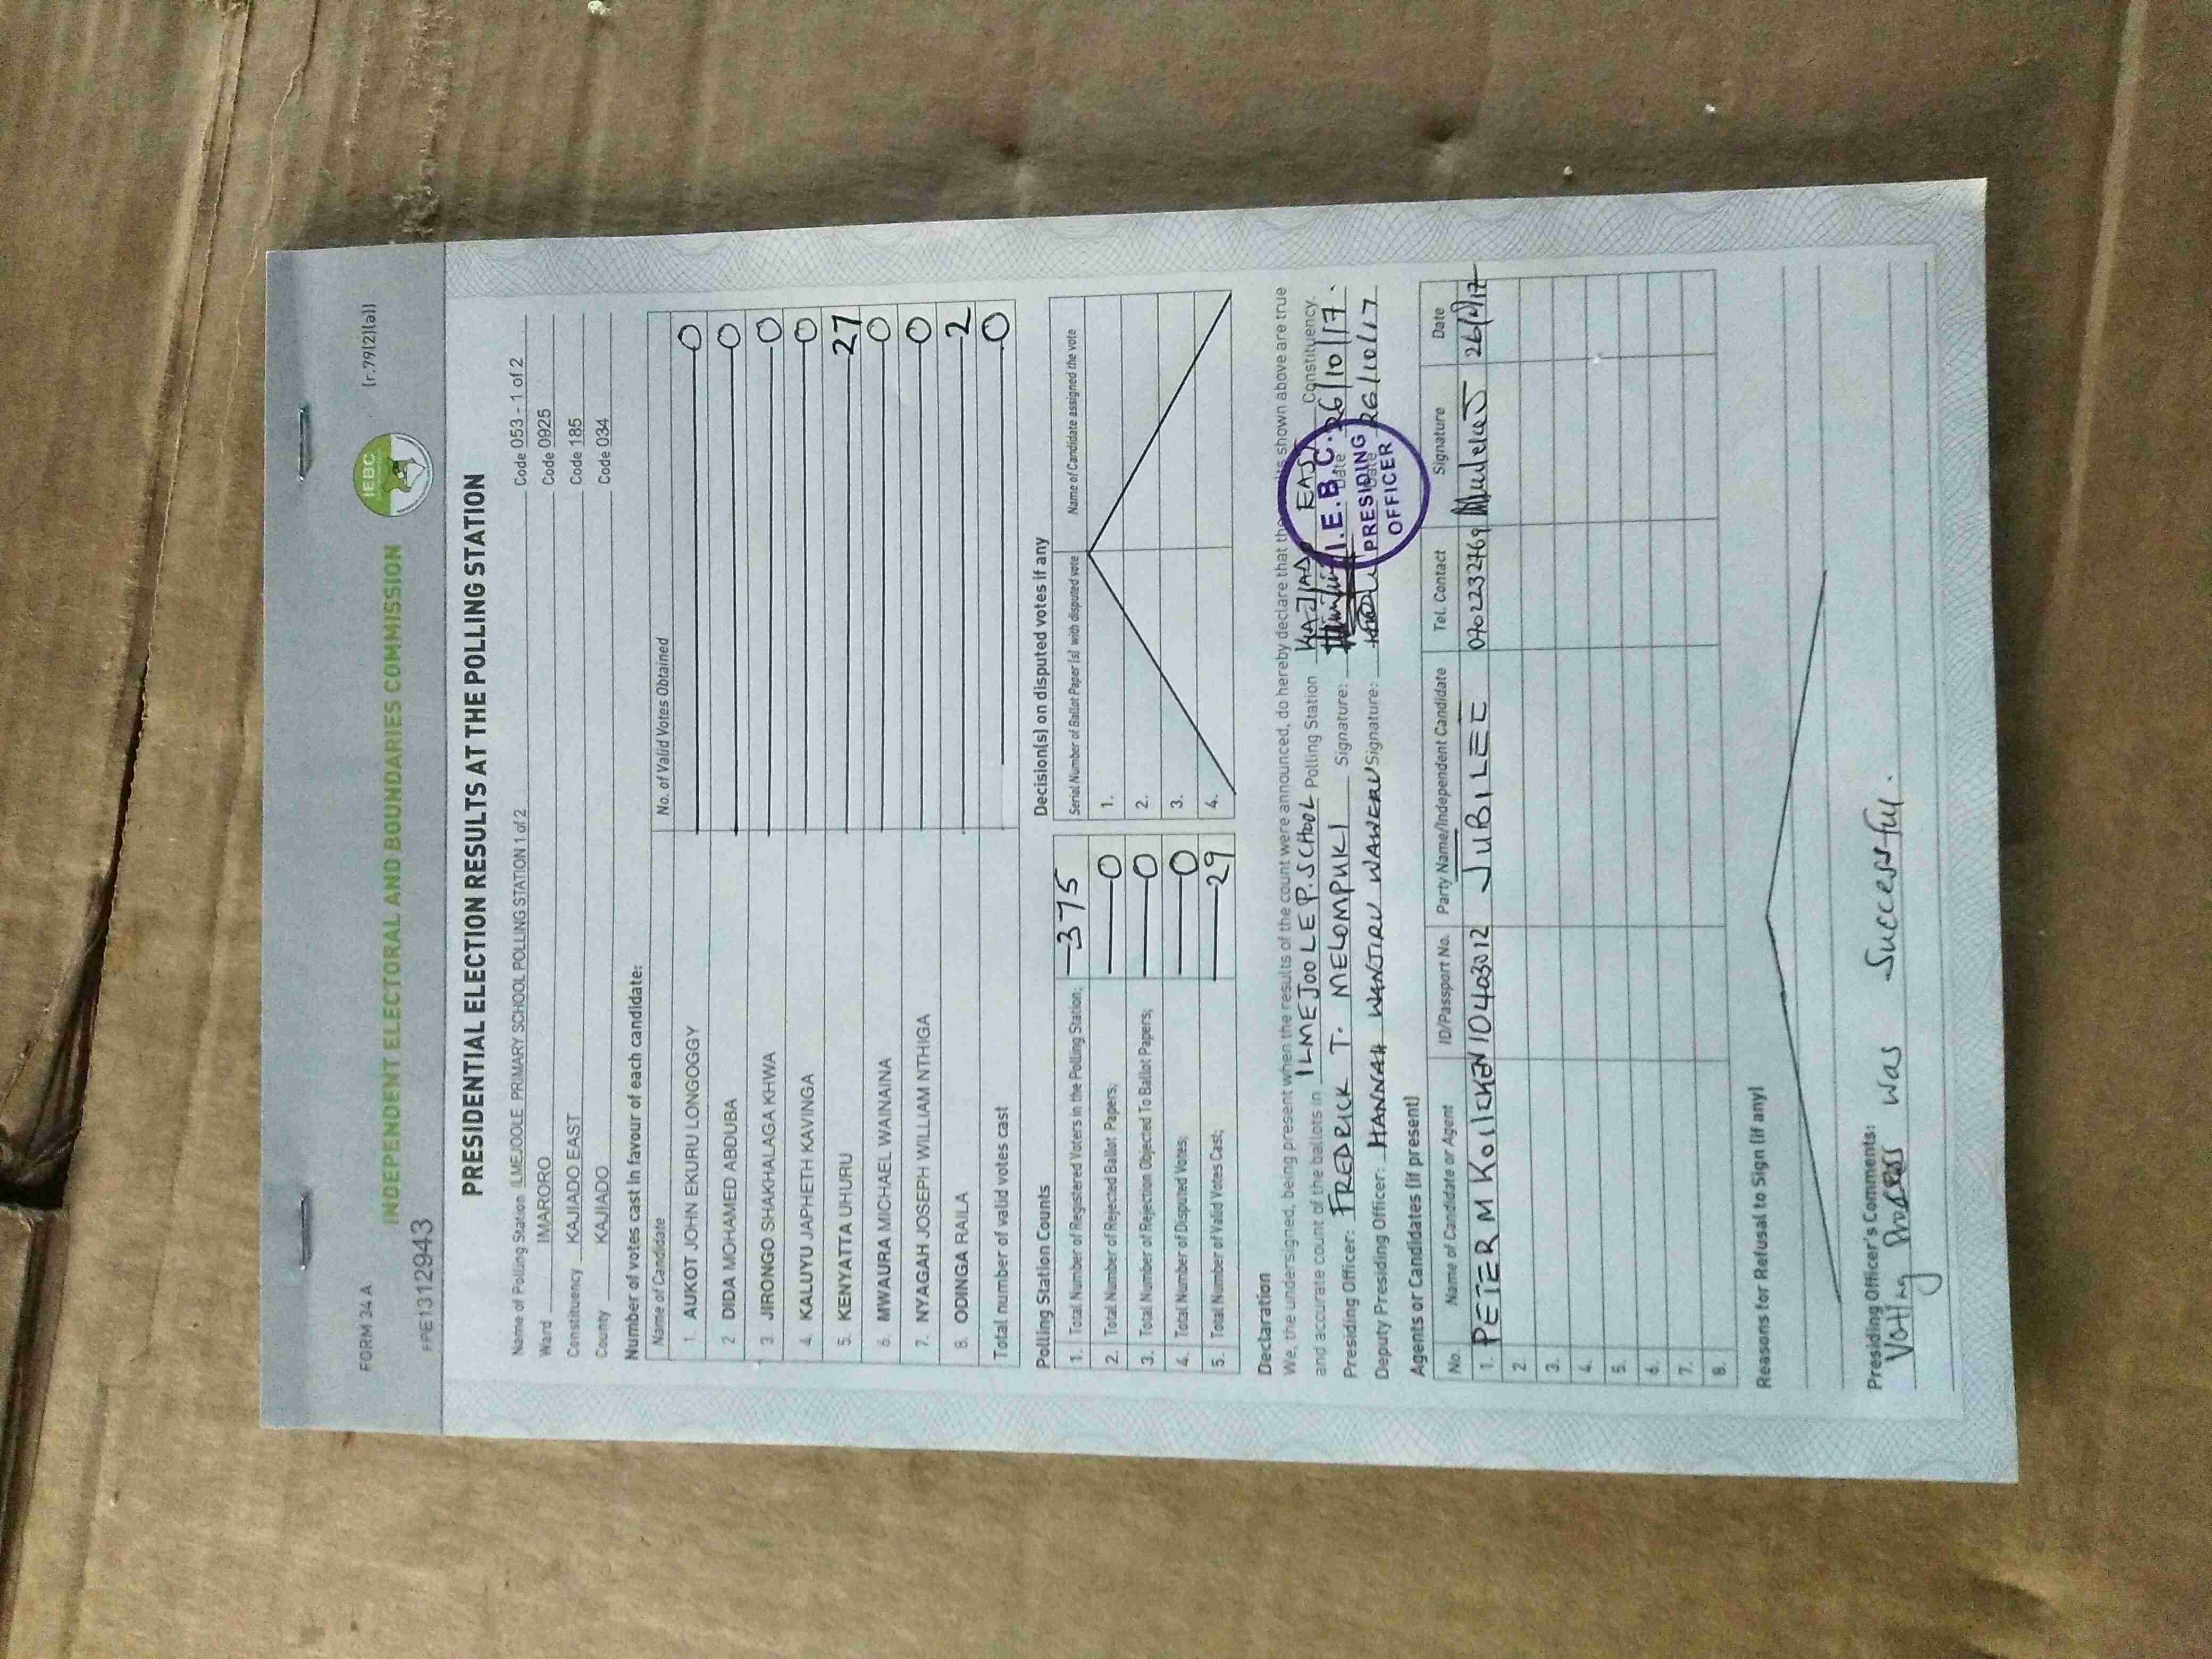 FORM 34A
(r.79(2)(a))
INDEPENDENT ELECTORAL AND BOUNDARIES COMMISSION
IEBC
FPE1312943
PRESIDENTIAL ELECTION RESULTS AT THE POLLING STATION
Name of Polling Station ILMEJOOLE PRIMARY SCHOOL POLLING STATION 1 of 2 Code 053 - 1 of 2
Ward IMARORO Code 0925
Constituency KAJIADO EAST Code 185
County KAJIADO Code 034
Number of votes cast in favour of each candidate:
Name of Candidate No. of Valid Votes Obtained
1. AUKOT JOHN EKURU LONGOGGY 0
2 DIDA MOHAMED ABDUBA 0
3. JIRONGO SHAKHALAGA KHWA 0
4. KALUYU JAPHETH KAVINGA 0
5. KENYATTA UHURU 27
6. MWAURA MICHAEL WAINAINA 0
7. NYAGAH JOSEPH WILLIAM NTHIGA 0
8. ODINGA RAILA 2
Total number of valid votes cast 0
Polling Station Counts
1. Total Number of Registered Voters in the Polling Station; 375
2. Total Number of Rejected Ballot Papers; 0
3. Total Number of Rejection Objected To Ballot Papers; 0
4. Total Number of Disputed Votes; 0
5. Total Number of Valid Votes Cast; 29
Decision(s) on disputed votes if any
Serial Number of Ballot Paper (s) with disputed vote Name of Candidate assigned the vote
1.
2.
3.
4.
Declaration
We, the undersigned, being present when the results of the count were announced, do hereby declare that the results shown above are true
and accurate count of the ballots in ILMEJOOLE P. SCHOOL Polling Station KAJIADO EAST Constituency.
Presiding Officer: FREDRICK T. MELOMPUKI Signature: Date 26/10/17.
Deputy Presiding Officer: HANNAH WANJIRU WAWERU Signature: Date 26/10/17
I.E.B.C.
PRESIDING
OFFICER
Agents or Candidates (if present)
No. Name of Candidate or Agent ID/Passport No. Party Name/Independent Candidate Tel. Contact Signature Date
1. PETER M 10403012 JUBILEE 0702232769
2
3.
4.
5.
6.
7.
8.
Reasons for Refusal to Sign (if any)
Presiding Officer's Comments:
Voting Process was Successful.